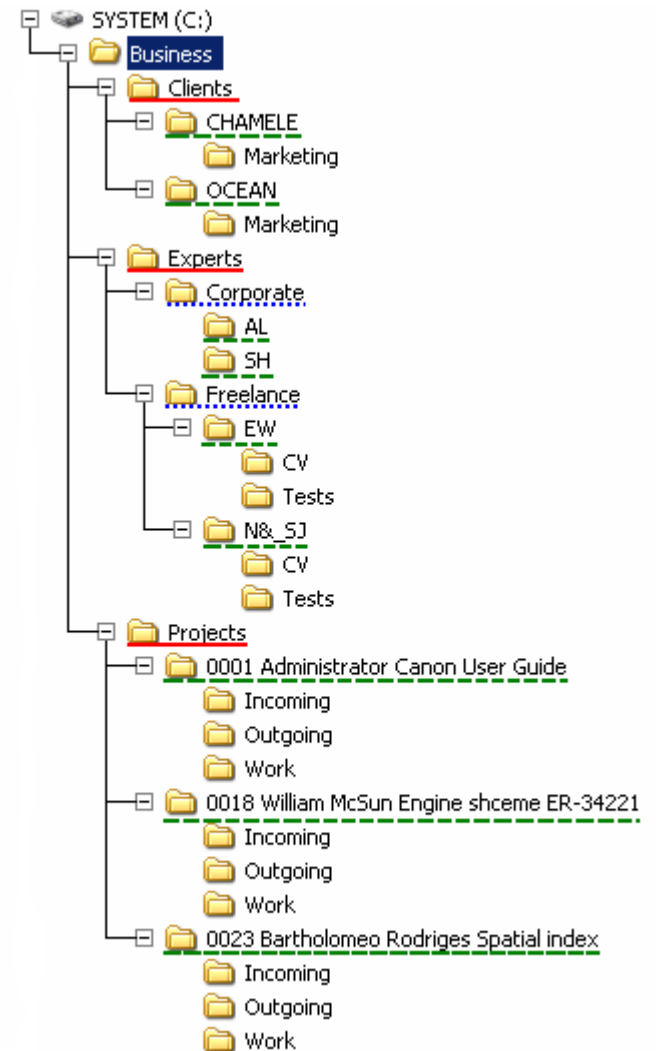 SYSTEM (C:)
Business
Clients
CHAMELE
Marketing
OCEAN
Marketing
Experts
Corporate
AL
SH
Freelance
EW
CV
Tests
N&_SJ
CV
Tests
Projects
0001 Administrator Canon User Guide
Incoming
Outgoing
Work
0018 William McSun Engine shceme ER-34221
Incoming
Outgoing
Work
0023 Bartholomeo Rodriges Spatial index
Incoming
Outgoing
Work